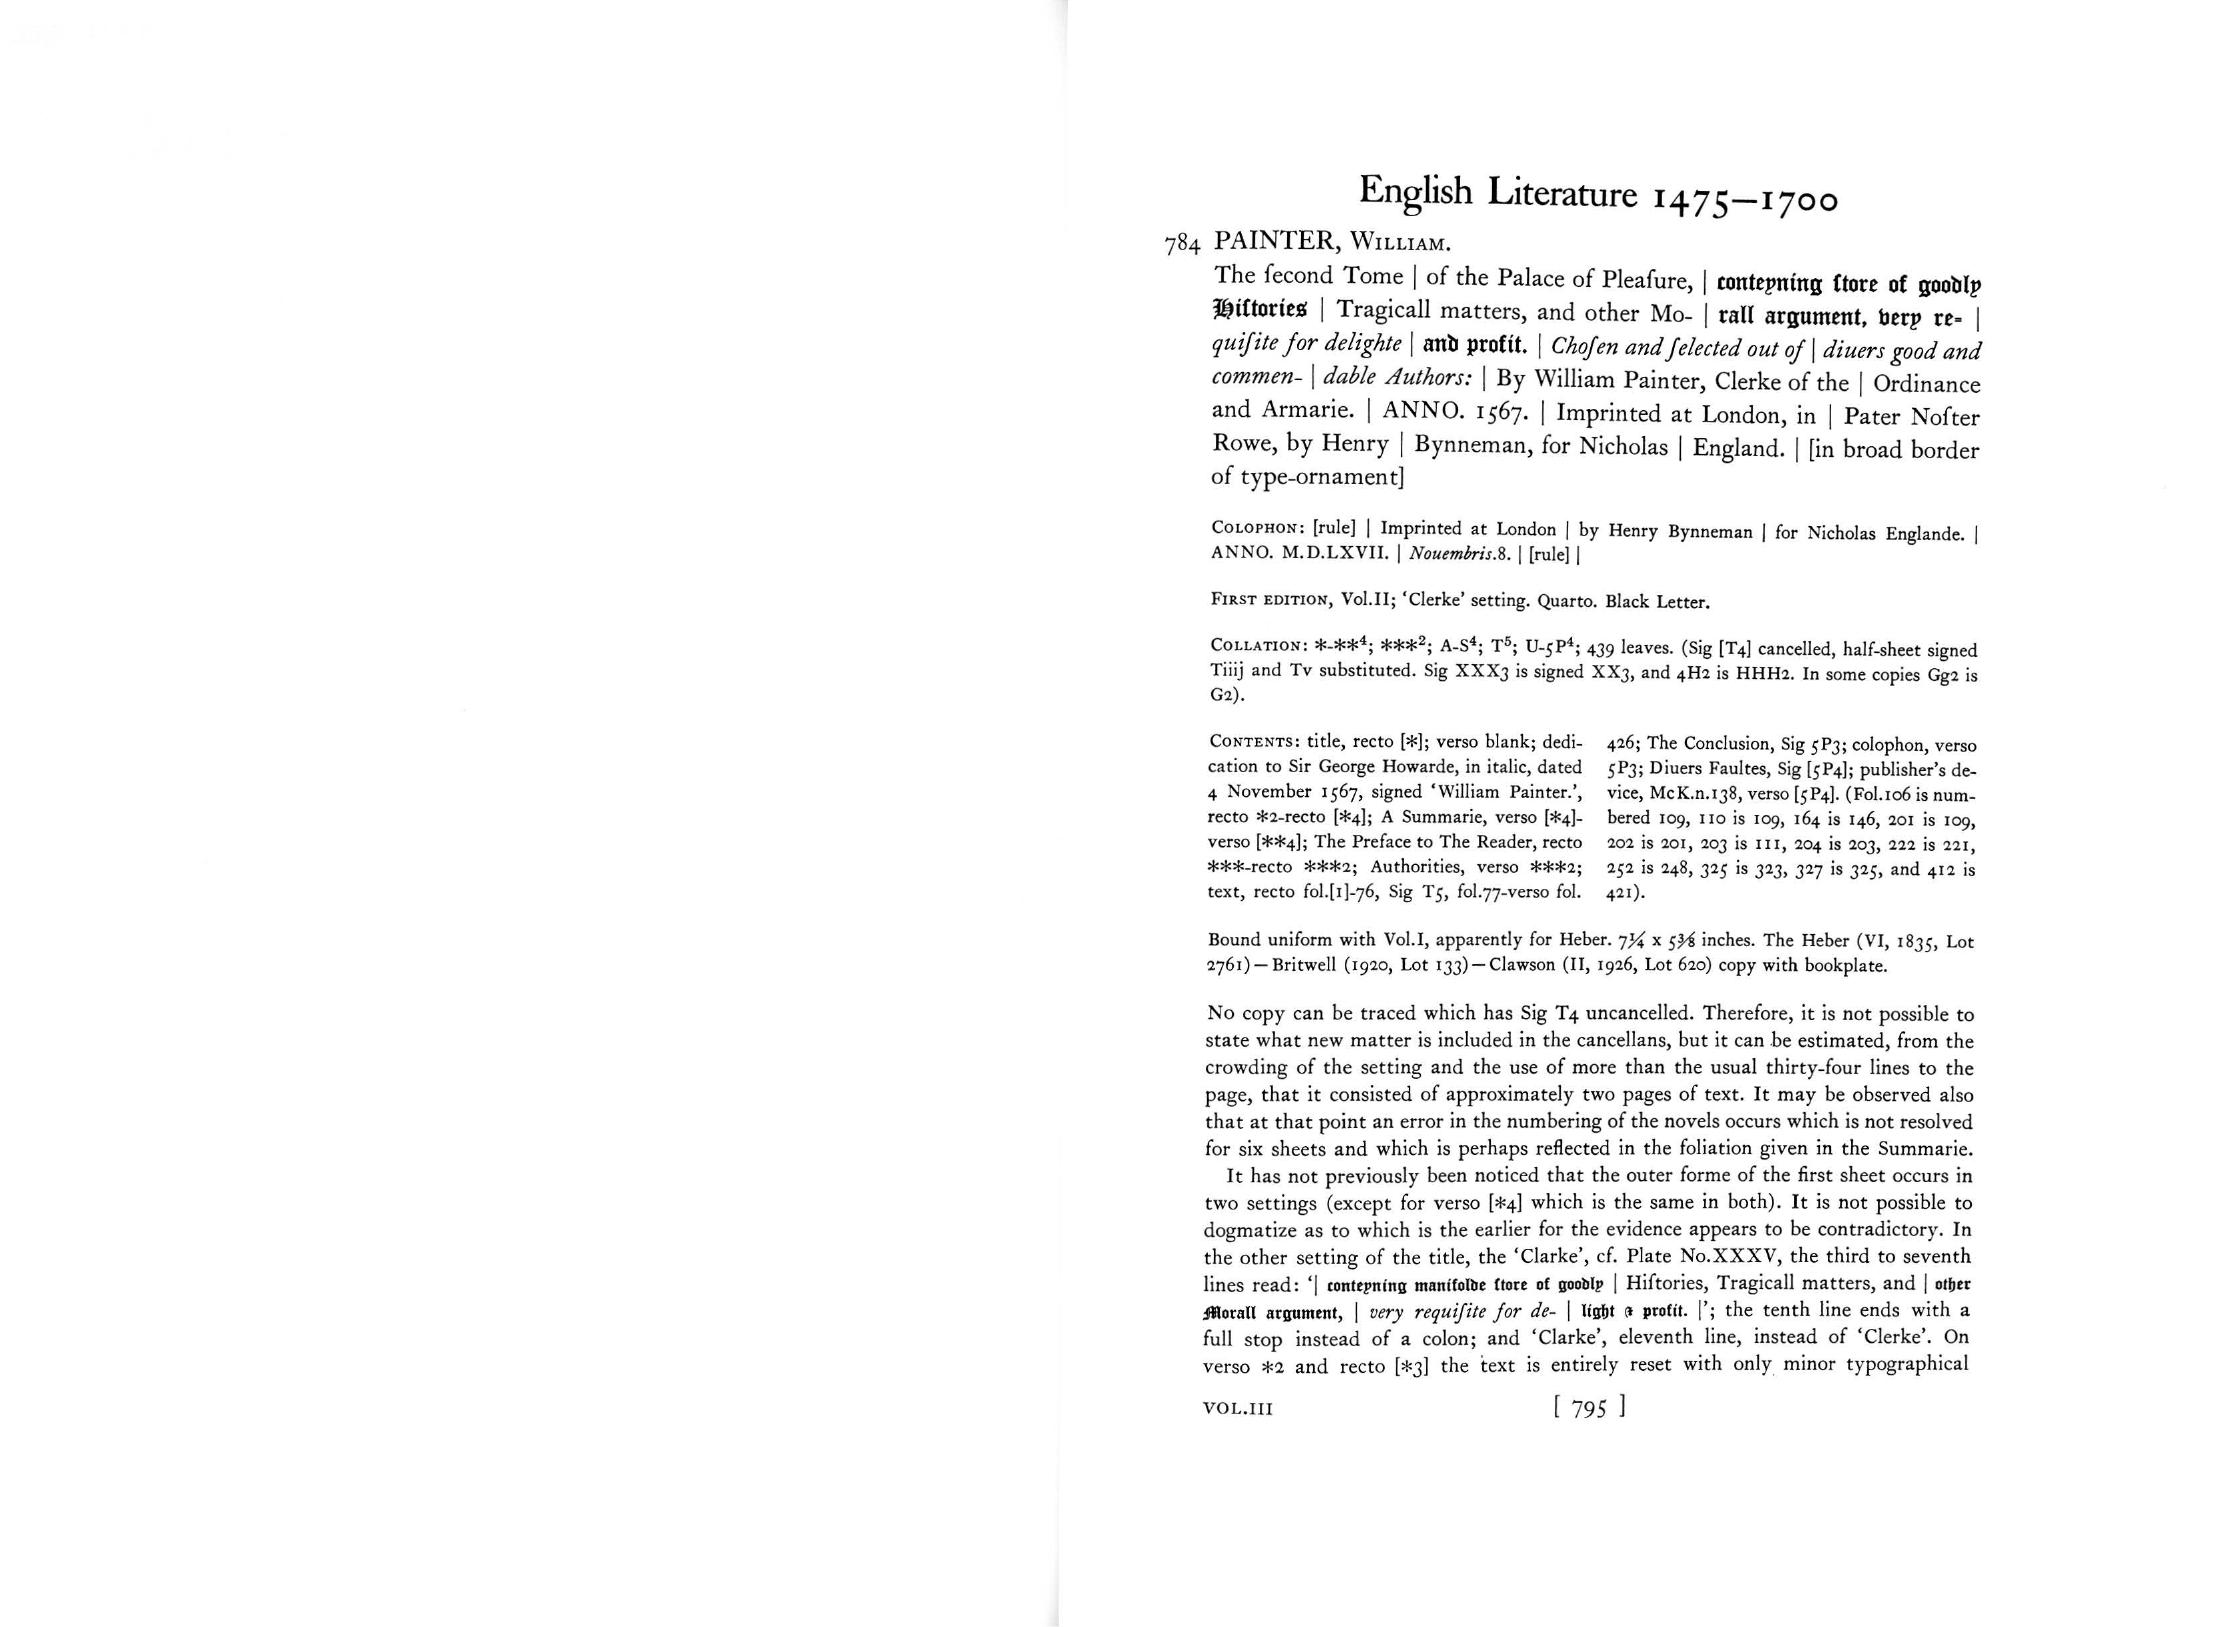 English Literature 1475—1700
784 PAINTER, WILLIAM.
The ſecond Tome | of the Palace of Pleaſure, | conteyning ſtore of goodly
Hiſtories | Tragicall matters, and other Mo- | rall argument, very re- |
quiſite for delighte | and profit. | Choſen and ſelected out of | diuers good and
commen- | dable Authors: | By William Painter, Clerke of the | Ordinance
and Armarie. | ANNO. 1567. | Imprinted at London, in | Pater Noſter
Rowe, by Henry | Bynneman, for Nicholas | England. | [in broad border
of type-ornament]
COLOPHON: [rule] | Imprinted at London | by Henry Bynneman | for Nicholas Englande. |
ANNO. M.D.LXVII. | Nouembris.8. | [rule] |
FIRST EDITION, Vol.II; ‘Clerke’ setting. Quarto. Black Letter.
COLLATION: *-**⁴; ***²; A-S⁴; T⁵; U-5P⁴; 439 leaves. (Sig [T4] cancelled, half-sheet signed
Tiiij and Tv substituted. Sig XXX3 is signed XX3, and 4H2 is HHH2. In some copies Gg2 is
G2).
CONTENTS: title, recto [*]; verso blank; dedi-
cation to Sir George Howarde, in italic, dated
4 November 1567, signed ‘William Painter.’,
recto *2-recto [*4]; A Summarie, verso [*4]-
verso [**4]; The Preface to The Reader, recto
***-recto ***2; Authorities, verso ***2;
text, recto fol.[1]-76, Sig T5, fol.77-verso fol.
426; The Conclusion, Sig 5P3; colophon, verso
5P3; Diuers Faultes, Sig [5P4]; publisher’s de-
vice, McK.n.138, verso [5P4]. (Fol.106 is num-
bered 109, 110 is 109, 164 is 146, 201 is 109,
202 is 201, 203 is 111, 204 is 203, 222 is 221,
252 is 248, 325 is 323, 327 is 325, and 412 is
421).
Bound uniform with Vol.I, apparently for Heber. 7¼ x 5⅜ inches. The Heber (VI, 1835, Lot
2761)—Britwell (1920, Lot 133)—Clawson (II, 1926, Lot 620) copy with bookplate.
No copy can be traced which has Sig T4 uncancelled. Therefore, it is not possible to
state what new matter is included in the cancellans, but it can be estimated, from the
crowding of the setting and the use of more than the usual thirty-four lines to the
page, that it consisted of approximately two pages of text. It may be observed also
that at that point an error in the numbering of the novels occurs which is not resolved
for six sheets and which is perhaps reflected in the foliation given in the Summarie.
It has not previously been noticed that the outer forme of the first sheet occurs in
two settings (except for verso [*4] which is the same in both). It is not possible to
dogmatize as to which is the earlier for the evidence appears to be contradictory. In
the other setting of the title, the ‘Clarke’, cf. Plate No.XXXV, the third to seventh
lines read: ‘| conteyning manifolde ſtore of goodly | Hiſtories, Tragicall matters, and | other
Morall argument, | very requiſite for de- | light & profit. |’; the tenth line ends with a
full stop instead of a colon; and ‘Clarke’, eleventh line, instead of ‘Clerke’. On
verso *2 and recto [*3] the text is entirely reset with only minor typographical
VOL.III
[ 795 ]